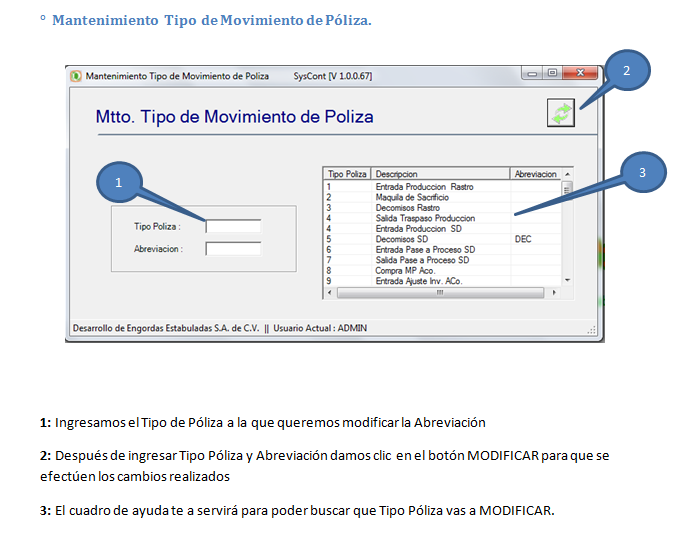 ° Mantenimiento Tipo de Movimiento de Póliza.
Mantenimiento Tipo de Movimiento de Poliza SysCont [V 1.0.0.67]
2
Mtto. Tipo de Movimiento de Poliza
1
3
Tipo Poliza Descripcion Abreviacion
1 Entrada Produccion Rastro
2 Maquila de Sacrificio
3 Decomisos Rastro
4 Salida Traspaso Produccion
4 Entrada Produccion SD
5 Decomisos SD DEC
6 Entrada Pase a Proceso SD
7 Salida Pase a Proceso SD
8 Compra MP Aco.
9 Entrada Ajuste Inv. ACo.
Tipo Poliza :
Abreviacion :
Desarrollo de Engordas Estabuladas S.A. de C.V. || Usuario Actual : ADMIN
1: Ingresamos el Tipo de Póliza a la que queremos modificar la Abreviación
2: Después de ingresar Tipo Póliza y Abreviación damos clic en el botón MODIFICAR para que se
efectúen los cambios realizados
3: El cuadro de ayuda te a servirá para poder buscar que Tipo Póliza vas a MODIFICAR.